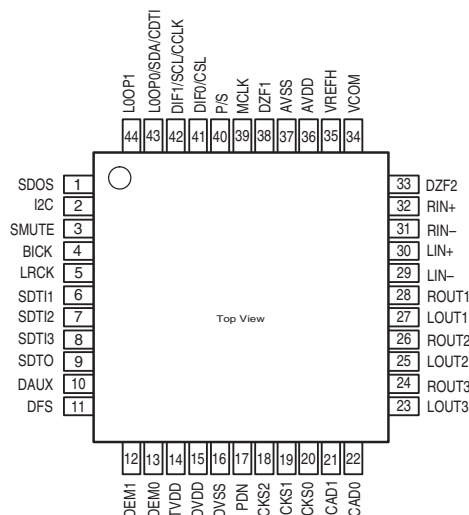 LOOP1
LOOP0/SDA/CDTI
DIF1/SCL/CCLK
DIF0/CSL
P/S
MCLK
DZF1
AVSS
AVDD
VREFH
VCOM
44 43 42 41 40 39 38 37 36 35 34
SDOS 1
I2C 2
SMUTE 3
BICK 4
LRCK 5
SDTI1 6
SDTI2 7
SDTI3 8
SDTO 9
DAUX 10
DFS 11
Top View
33 DZF2
32 RIN+
31 RIN–
30 LIN+
29 LIN–
28 ROUT1
27 LOUT1
26 ROUT2
25 LOUT2
24 ROUT3
23 LOUT3
12 13 14 15 16 17 18 19 20 21 22
DEM1
DEM0
TVDD
DVDD
DVSS
PDN
CKS2
CKS1
CKS0
CAD1
CAD0